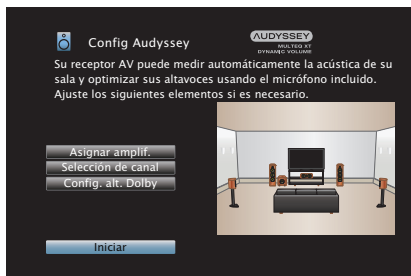 Config Audyssey
AUDYSSEY
MULTEQ XT
DYNAMIC VOLUME
Su receptor AV puede medir automáticamente la acústica de su
sala y optimizar sus altavoces usando el micrófono incluido.
Ajuste los siguientes elementos si es necesario.
Asignar amplif.
Selección de canal
Config. alt. Dolby
Iniciar